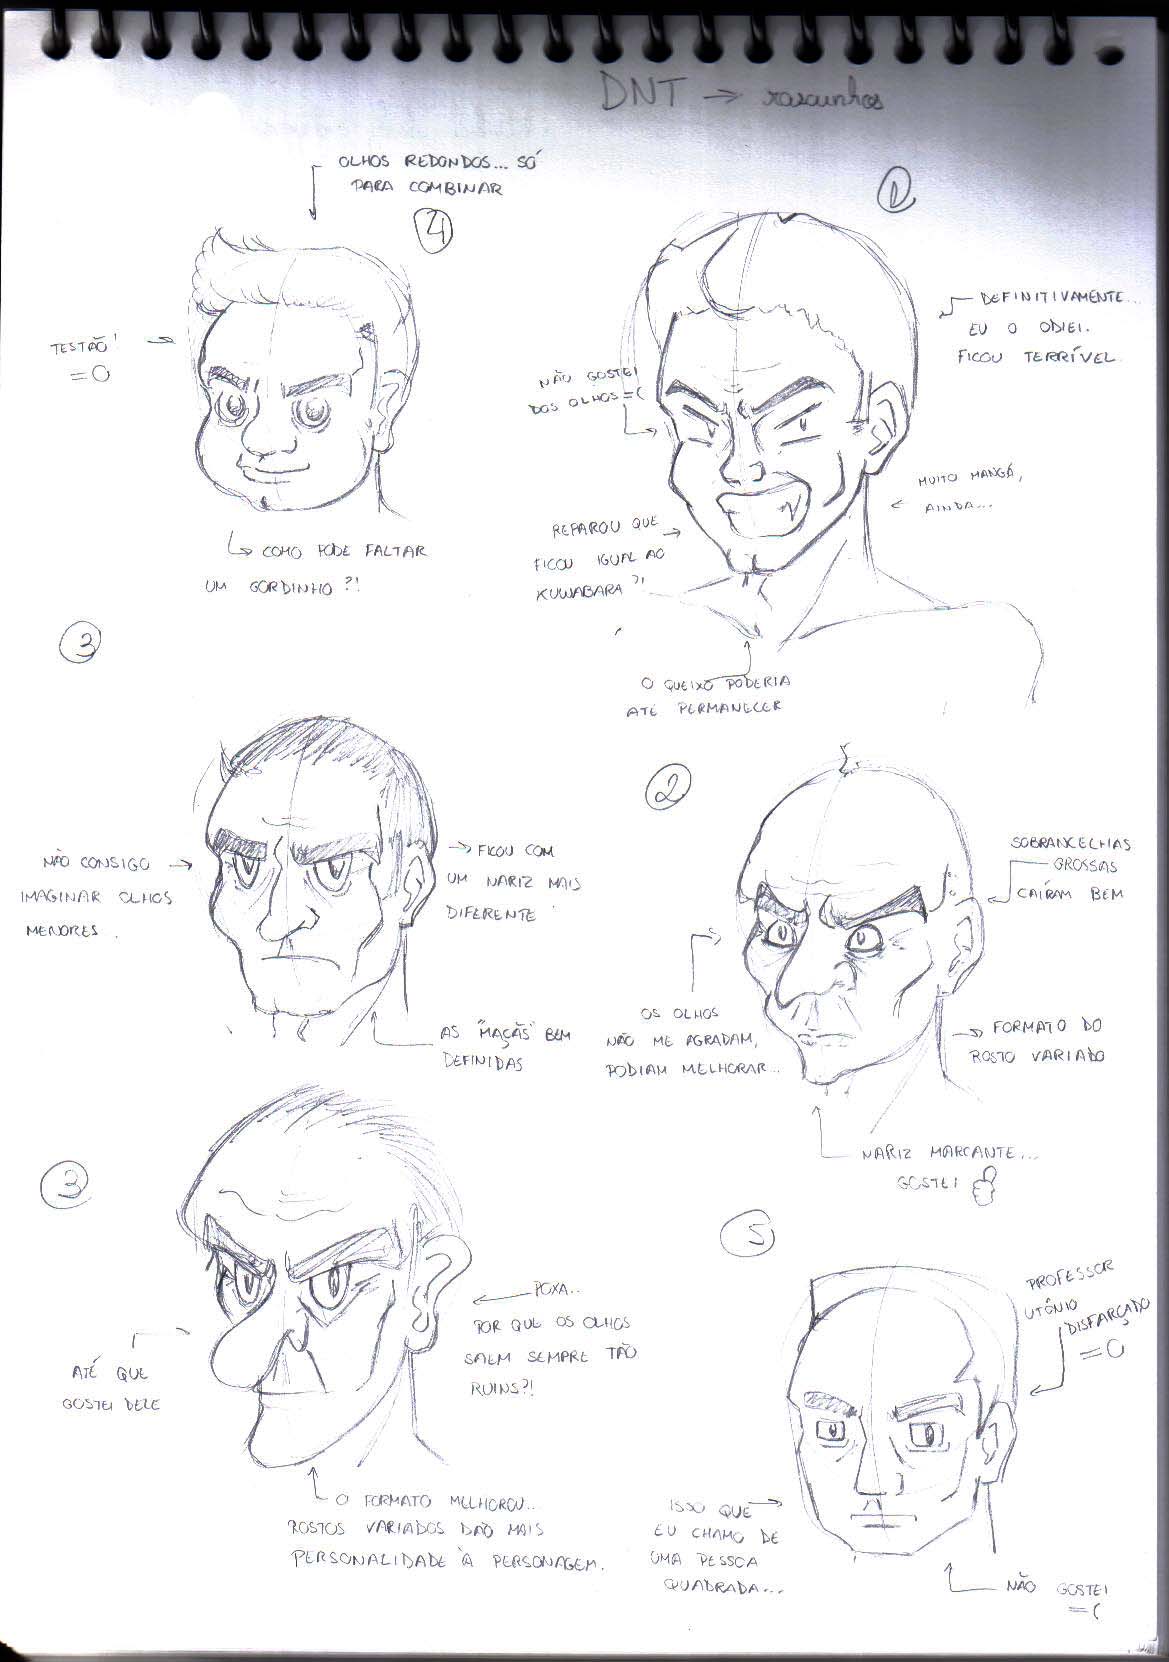 DNT → rascunhos
OLHOS REDONDOS... SÓ
PARA COMBINAR
4
TESTÃO!
=O
↳ COMO PODE FALTAR
UM GORDINHO?!
1
DEFINITIVAMENTE...
EU O ODIEI.
FICOU TERRÍVEL.
NÃO GOSTEI
DOS OLHOS =(
MUITO MANGÁ,
AINDA...
REPAROU QUE
FICOU IGUAL AO
KUWABARA?!
O QUEIXO PODERIA
ATÉ PERMANECER
3
NÃO CONSIGO
IMAGINAR OLHOS
MENORES.
FICOU COM
UM NARIZ MAIS
DIFERENTE
AS "MAÇÃS" BEM
DEFINIDAS
2
SOBRANCELHAS
GROSSAS
CAÍRAM BEM
OS OLHOS
NÃO ME AGRADAM,
PODIAM MELHORAR...
FORMATO DO
ROSTO VARIADO
NARIZ MARCANTE...
GOSTEI
3
POXA..
POR QUE OS OLHOS
SAEM SEMPRE TÃO
RUINS?!
ATÉ QUE
GOSTEI DELE
O FORMATO MELHOROU...
ROSTOS VARIADOS DÃO MAIS
PERSONALIDADE À PERSONAGEM.
5
PROFESSOR
UTÔNIO
DISFARÇADO
=O
ISSO QUE
EU CHAMO DE
UMA PESSOA
QUADRADA...
NÃO GOSTEI
=(